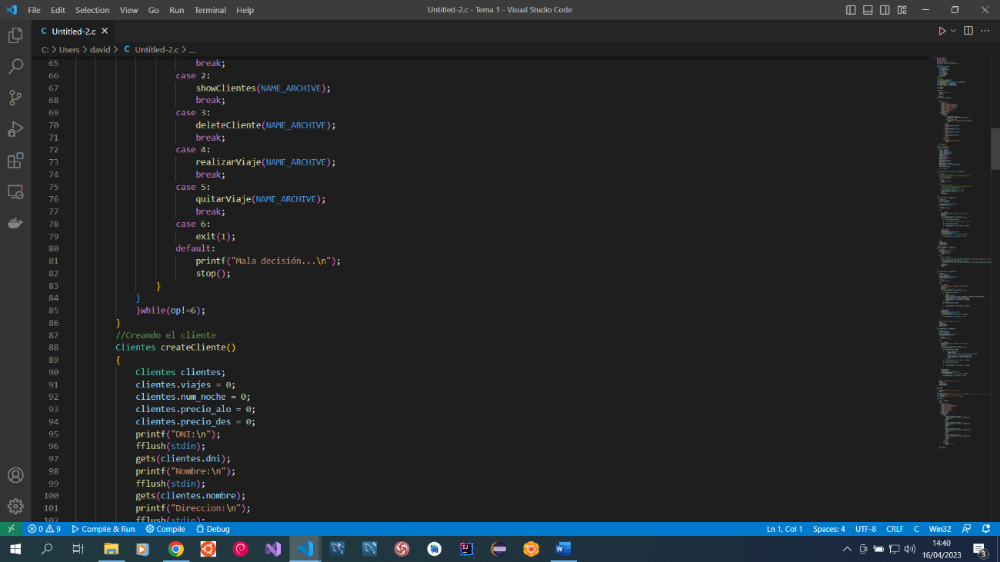 File Edit Selection View Go Run Terminal Help Untitled-2.c - Tema 1 - Visual Studio Code
C Untitled-2.c
C: > Users > david > C Untitled-2.c > ...
65 break;
66 case 2:
67 showClientes(NAME_ARCHIVE);
68 break;
69 case 3:
70 deleteCliente(NAME_ARCHIVE);
71 break;
72 case 4:
73 realizarViaje(NAME_ARCHIVE);
74 break;
75 case 5:
76 quitarViaje(NAME_ARCHIVE);
77 break;
78 case 6:
79 exit(1);
80 default:
81 printf("Mala decisión...\n");
82 stop();
83 }
84 }
85 }while(op!=6);
86 }
87 //Creando el cliente
88 Clientes createCliente()
89 {
90 Clientes clientes;
91 clientes.viajes = 0;
92 clientes.num_noche = 0;
93 clientes.precio_alo = 0;
94 clientes.precio_des = 0;
95 printf("DNI:\n");
96 fflush(stdin);
97 gets(clientes.dni);
98 printf("Nombre:\n");
99 fflush(stdin);
100 gets(clientes.nombre);
101 printf("Direccion:\n");
102 fflush(stdin);
0 9 Compile & Run Compile Debug Ln 1, Col 1 Spaces: 4 UTF-8 CRLF C Win32
14:40
16/04/2023
3